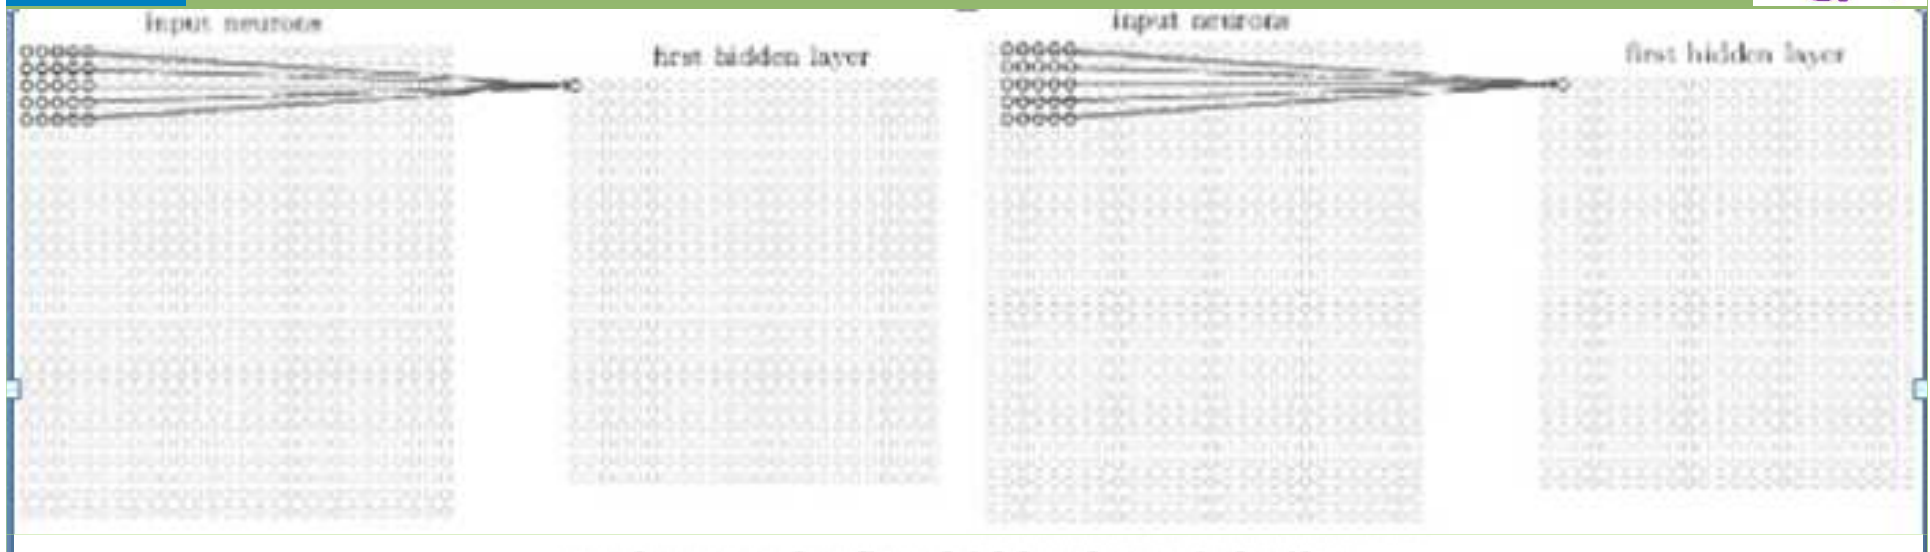 input neurons
first hidden layer
input neurons
first hidden layer